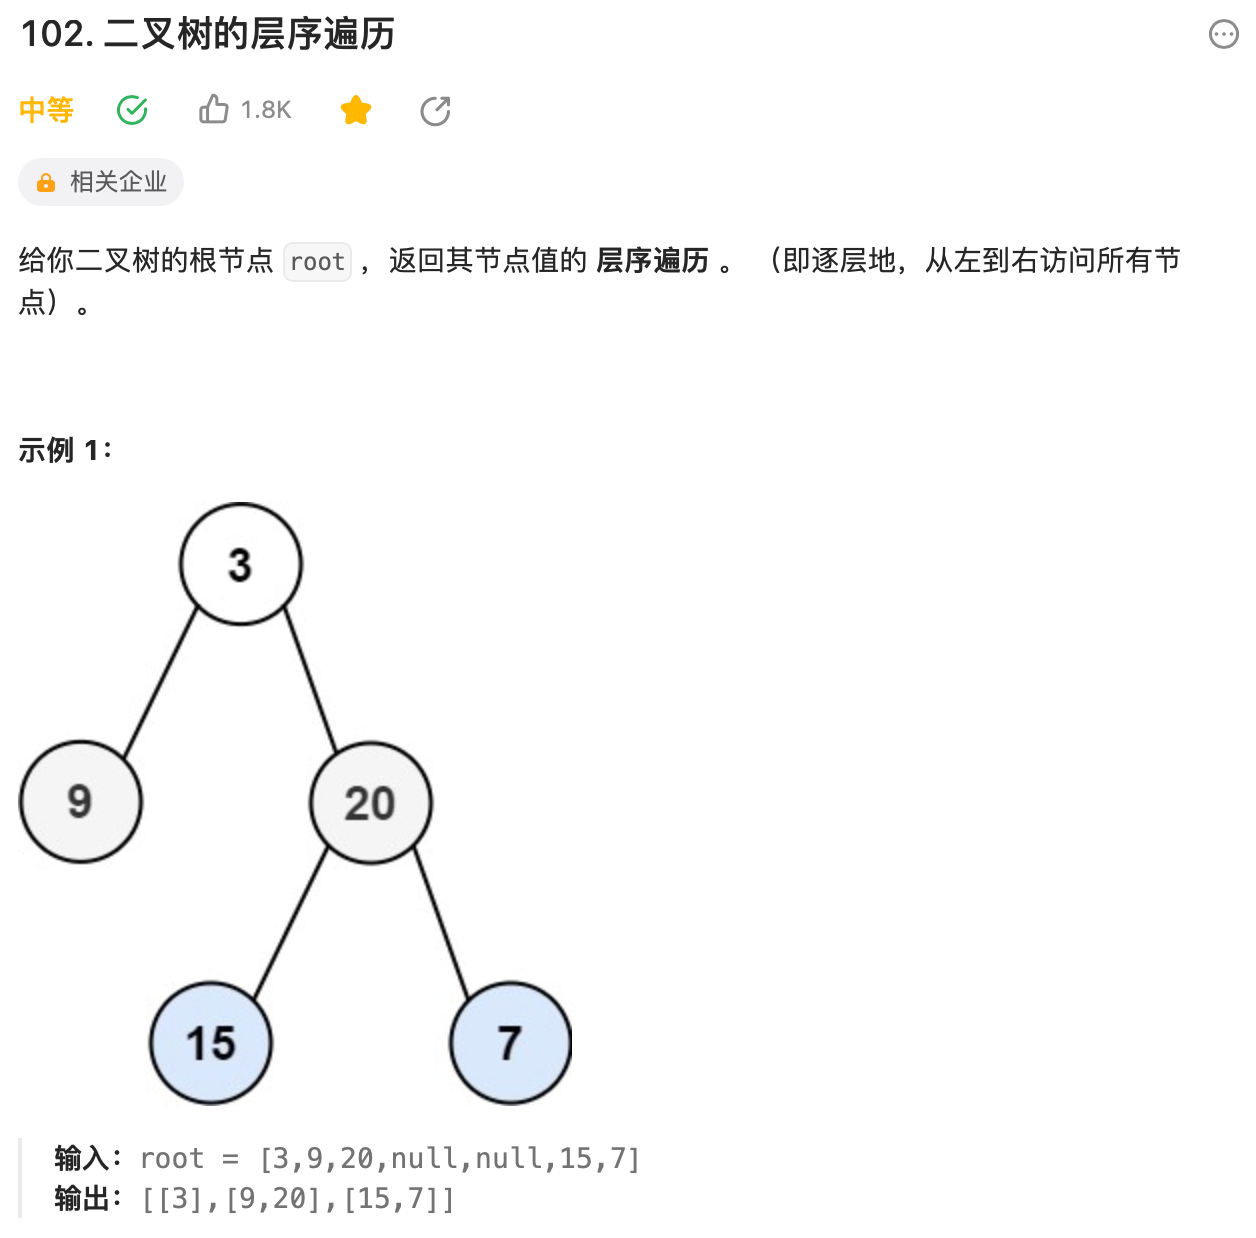 102. 二叉树的层序遍历
中等 1.8K
相关企业
给你二叉树的根节点 root ，返回其节点值的 层序遍历 。 （即逐层地，从左到右访问所有节
点）。
示例 1：
3
9 20
15 7
输入：root = [3,9,20,null,null,15,7]
输出：[[3],[9,20],[15,7]]